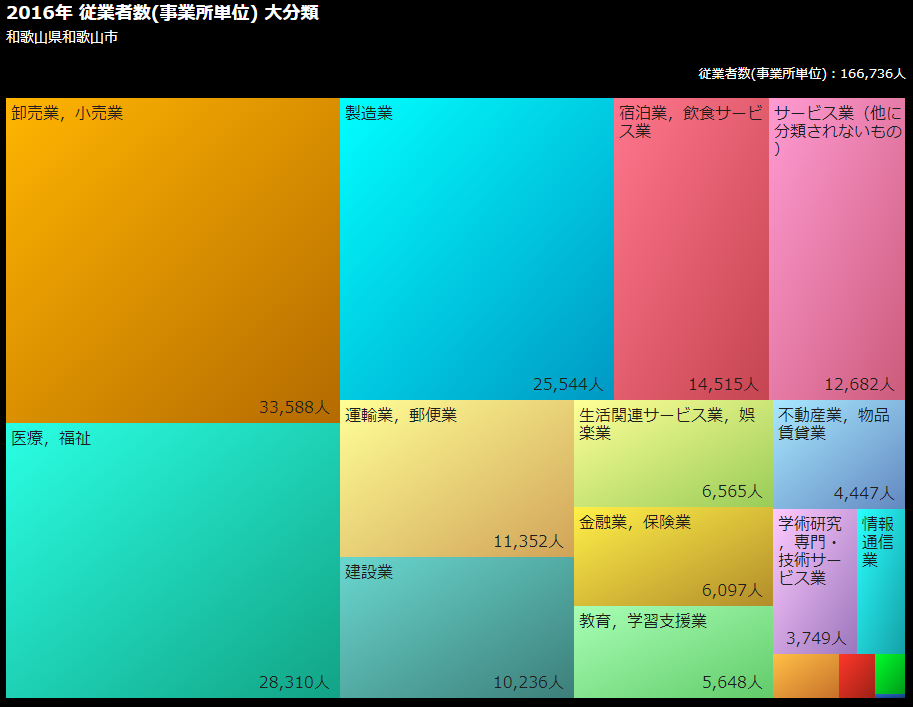 2016年 従業者数(事業所単位) 大分類
和歌山県和歌山市
従業者数(事業所単位) : 166,736人
卸売業，小売業
33,588人
医療，福祉
28,310人
製造業
25,544人
宿泊業，飲食サービ
ス業
14,515人
サービス業（他に
分類されないもの
）
12,682人
運輸業，郵便業
11,352人
建設業
10,236人
生活関連サービス業，娯
楽業
6,565人
金融業，保険業
6,097人
教育，学習支援業
5,648人
不動産業，物品
賃貸業
4,447人
学術研究
，専門・
技術サー
ビス業
3,749人
情報
通信
業